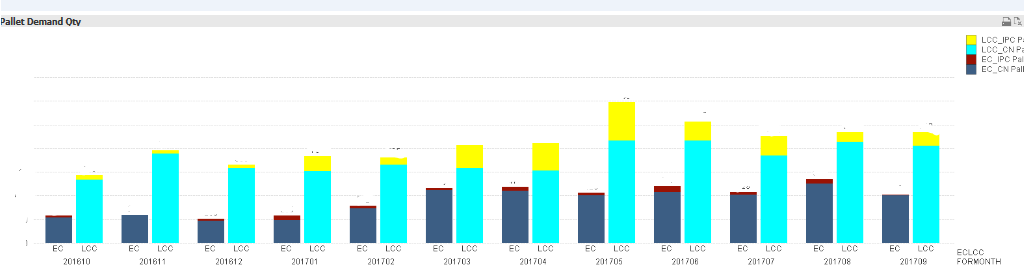 Pallet Demand Qty
LCC_IPC Pa
LCC_CN Pa
EC_IPC Pal
EC_CN Pall
EC LCC EC LCC EC LCC EC LCC EC LCC EC LCC EC LCC EC LCC EC LCC EC LCC EC LCC EC LCC ECLCC
201610 201611 201612 201701 201702 201703 201704 201705 201706 201707 201708 201709 FORMONTH